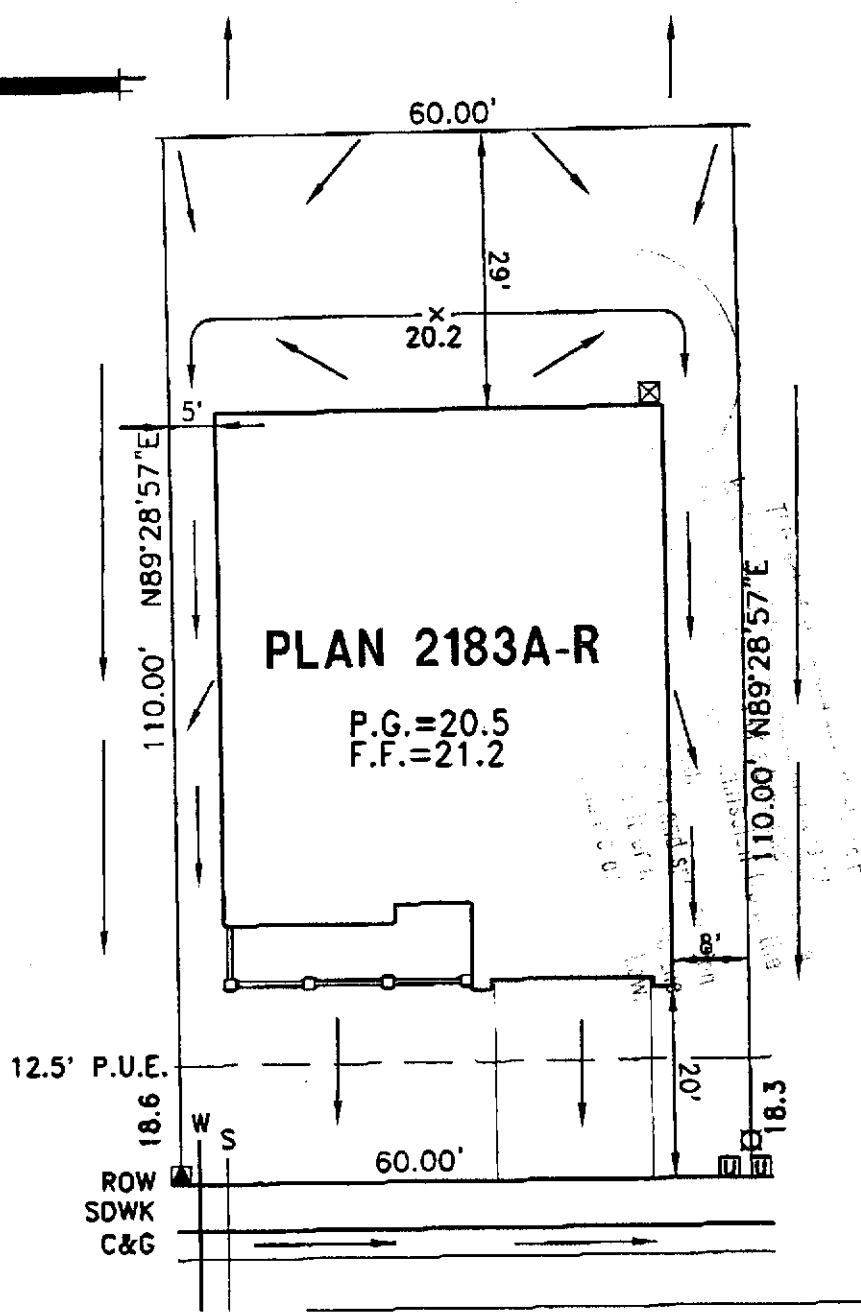 60.00'
29'
20.2
5'
N89°28'57"E
110.00'
PLAN 2183A-R
P.G.=20.5
F.F.=21.2
N89°28'57"E
110.00'
12.5' P.U.E.
20'
18.6
18.3
W
S
60.00'
U
U
ROW
SDWK
C&G